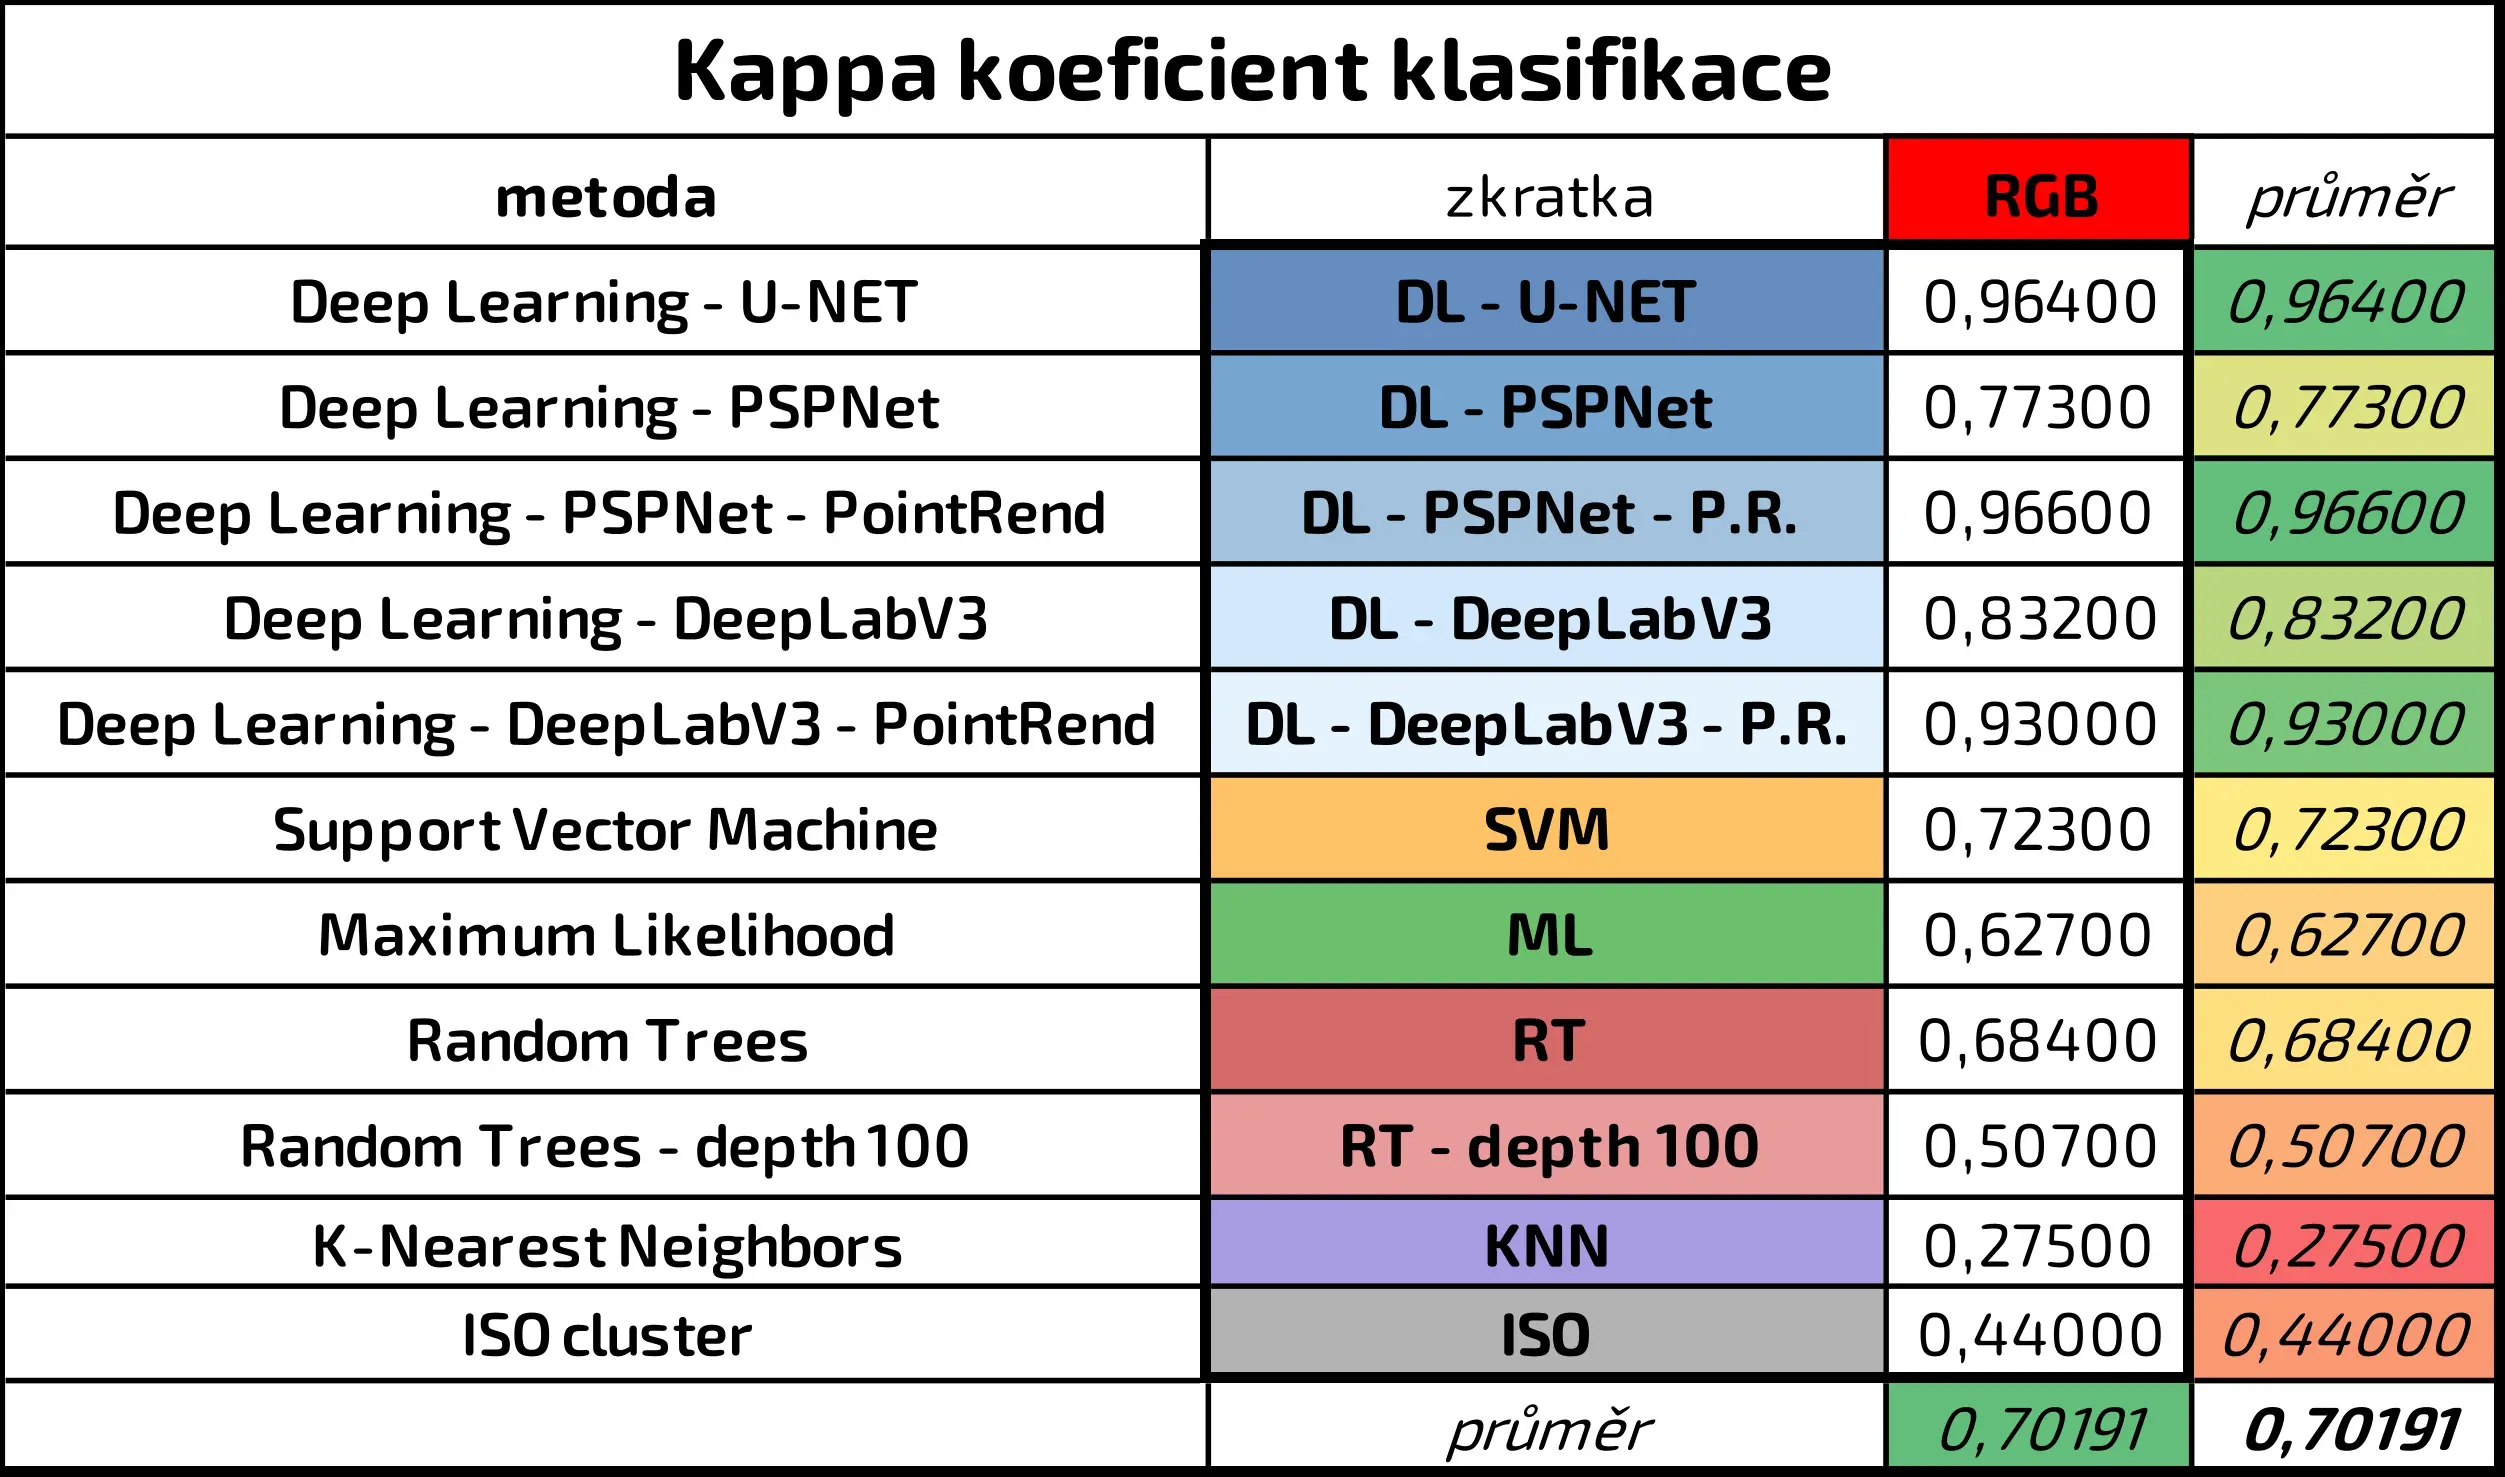 Kappa koeficient klasifikace
metoda zkratka RGB průměr
Deep Learning - U-NET DL - U-NET 0,96400 0,96400
Deep Learning - PSPNet DL - PSPNet 0,77300 0,77300
Deep Learning - PSPNet - PointRend DL - PSPNet - P.R. 0,96600 0,96600
Deep Learning - DeepLabV3 DL - DeepLabV3 0,83200 0,83200
Deep Learning - DeepLabV3 - PointRend DL - DeepLabV3 - P.R. 0,93000 0,93000
Support Vector Machine SVM 0,72300 0,72300
Maximum Likelihood ML 0,62700 0,62700
Random Trees RT 0,68400 0,68400
Random Trees - depth 100 RT - depth 100 0,50700 0,50700
K-Nearest Neighbors KNN 0,27500 0,27500
ISO cluster ISO 0,44000 0,44000
průměr 0,70191 0,70191